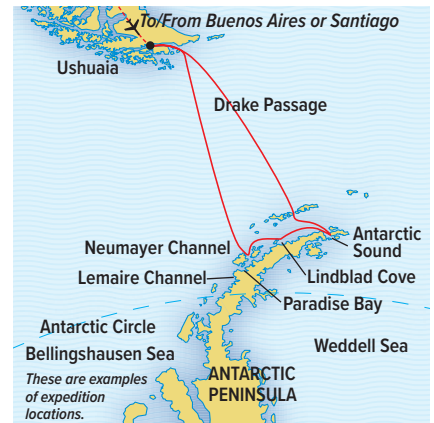 To/From Buenos Aires or Santiago
Ushuaia
Drake Passage
Neumayer Channel
Antarctic
Sound
Lemaire Channel
Lindblad Cove
Paradise Bay
Antarctic Circle
Weddell Sea
Bellingshausen Sea
These are examples
of expedition
locations.
ANTARCTIC
PENINSULA